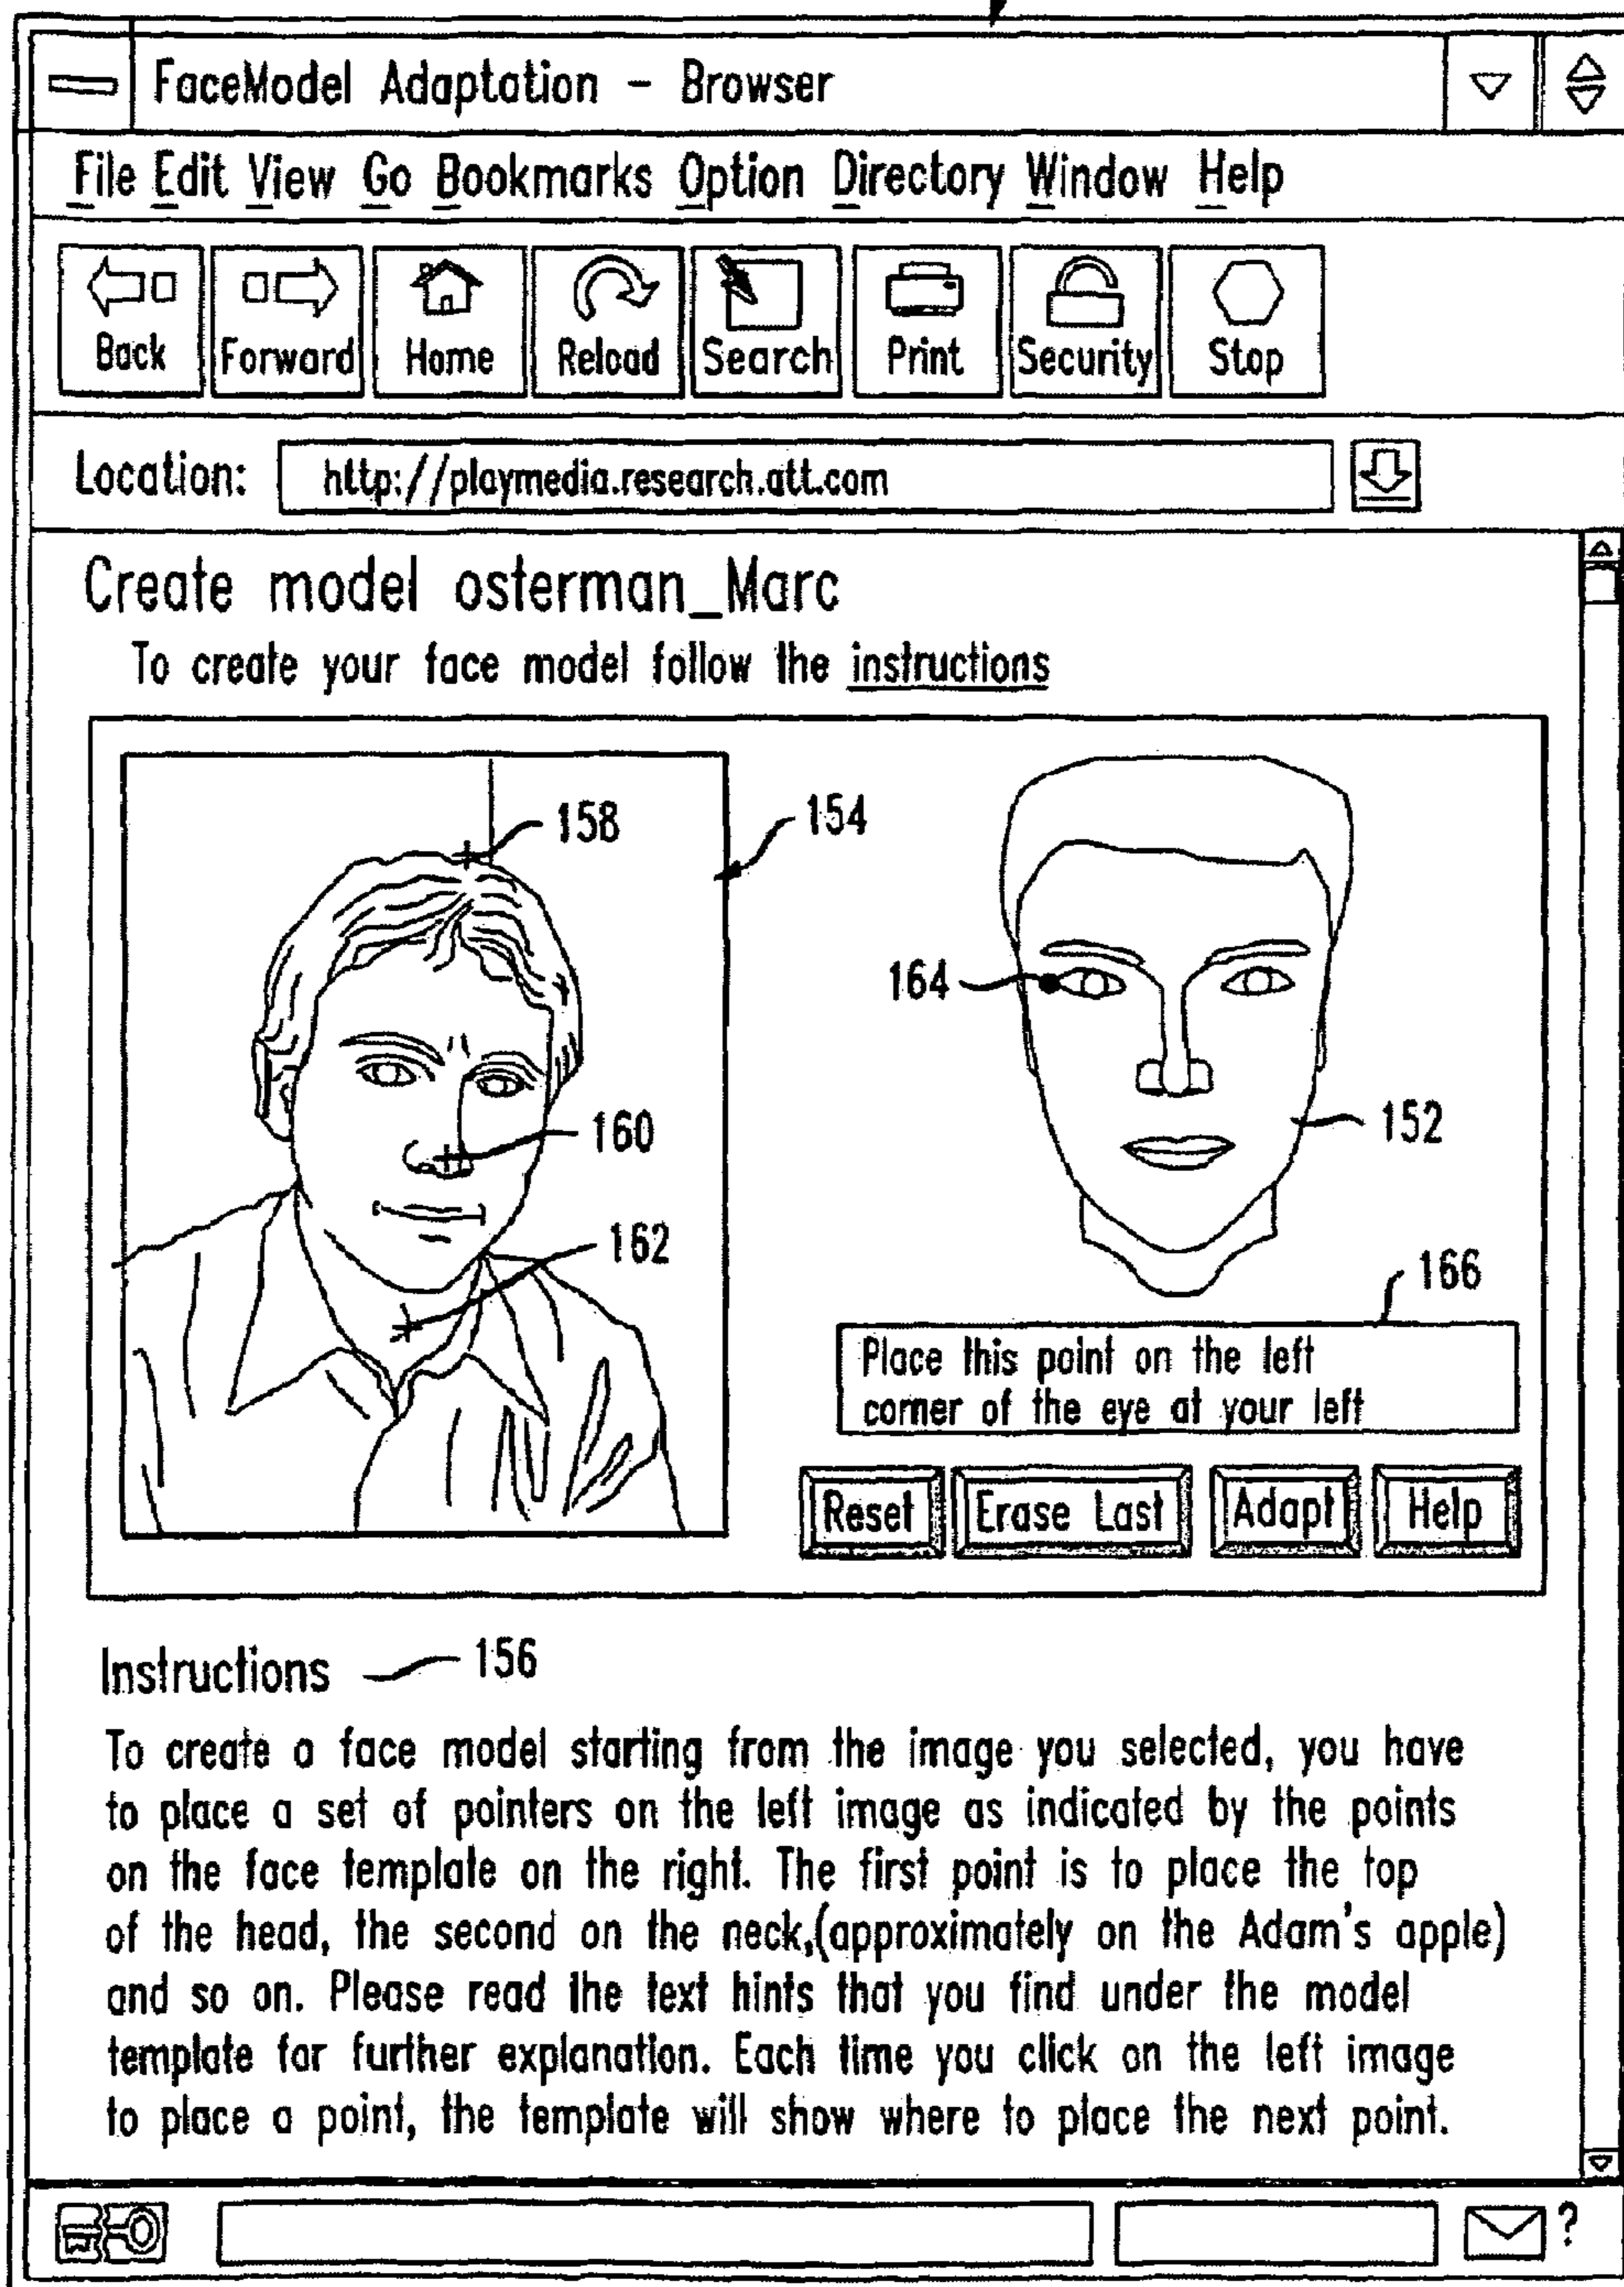 FaceModel Adaptation - Browser
File Edit View Go Bookmarks Option Directory Window Help
Back Forward Home Reload Search Print Security Stop
Location: http://playmedia.research.att.com
Create model osterman_Marc
To create your face model follow the instructions
158
154
164
160
152
162
166
Place this point on the left
corner of the eye at your left
Reset Erase Last Adapt Help
Instructions 156
To create a face model starting from the image you selected, you have
to place a set of pointers on the left image as indicated by the points
on the face template on the right. The first point is to place the top
of the head, the second on the neck,(approximately on the Adam's apple)
and so on. Please read the text hints that you find under the model
template for further explanation. Each time you click on the left image
to place a point, the template will show where to place the next point.
?